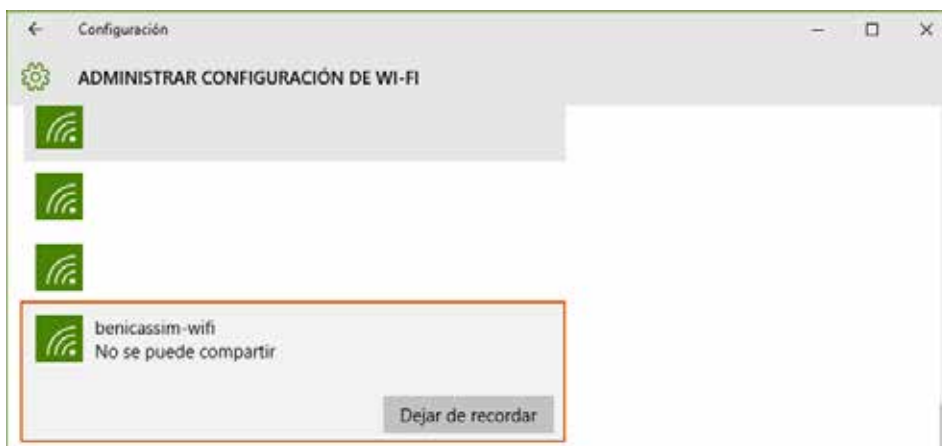 Configuración
ADMINISTRAR CONFIGURACIÓN DE WI-FI
benicassim-wifi
No se puede compartir
Dejar de recordar